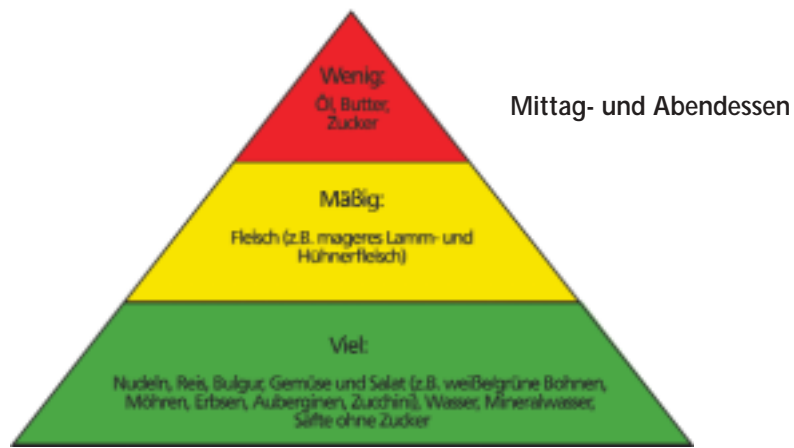 Wenig:
Öl, Butter,
Zucker
Mittag- und Abendessen
Mäßig:
Fleisch (z.B. mageres Lamm- und
Hühnerfleisch)
Viel:
Nudeln, Reis, Bulgur, Gemüse und Salat (z.B. weiße/grüne Bohnen,
Möhren, Erbsen, Auberginen, Zucchini), Wasser, Mineralwasser,
Säfte ohne Zucker